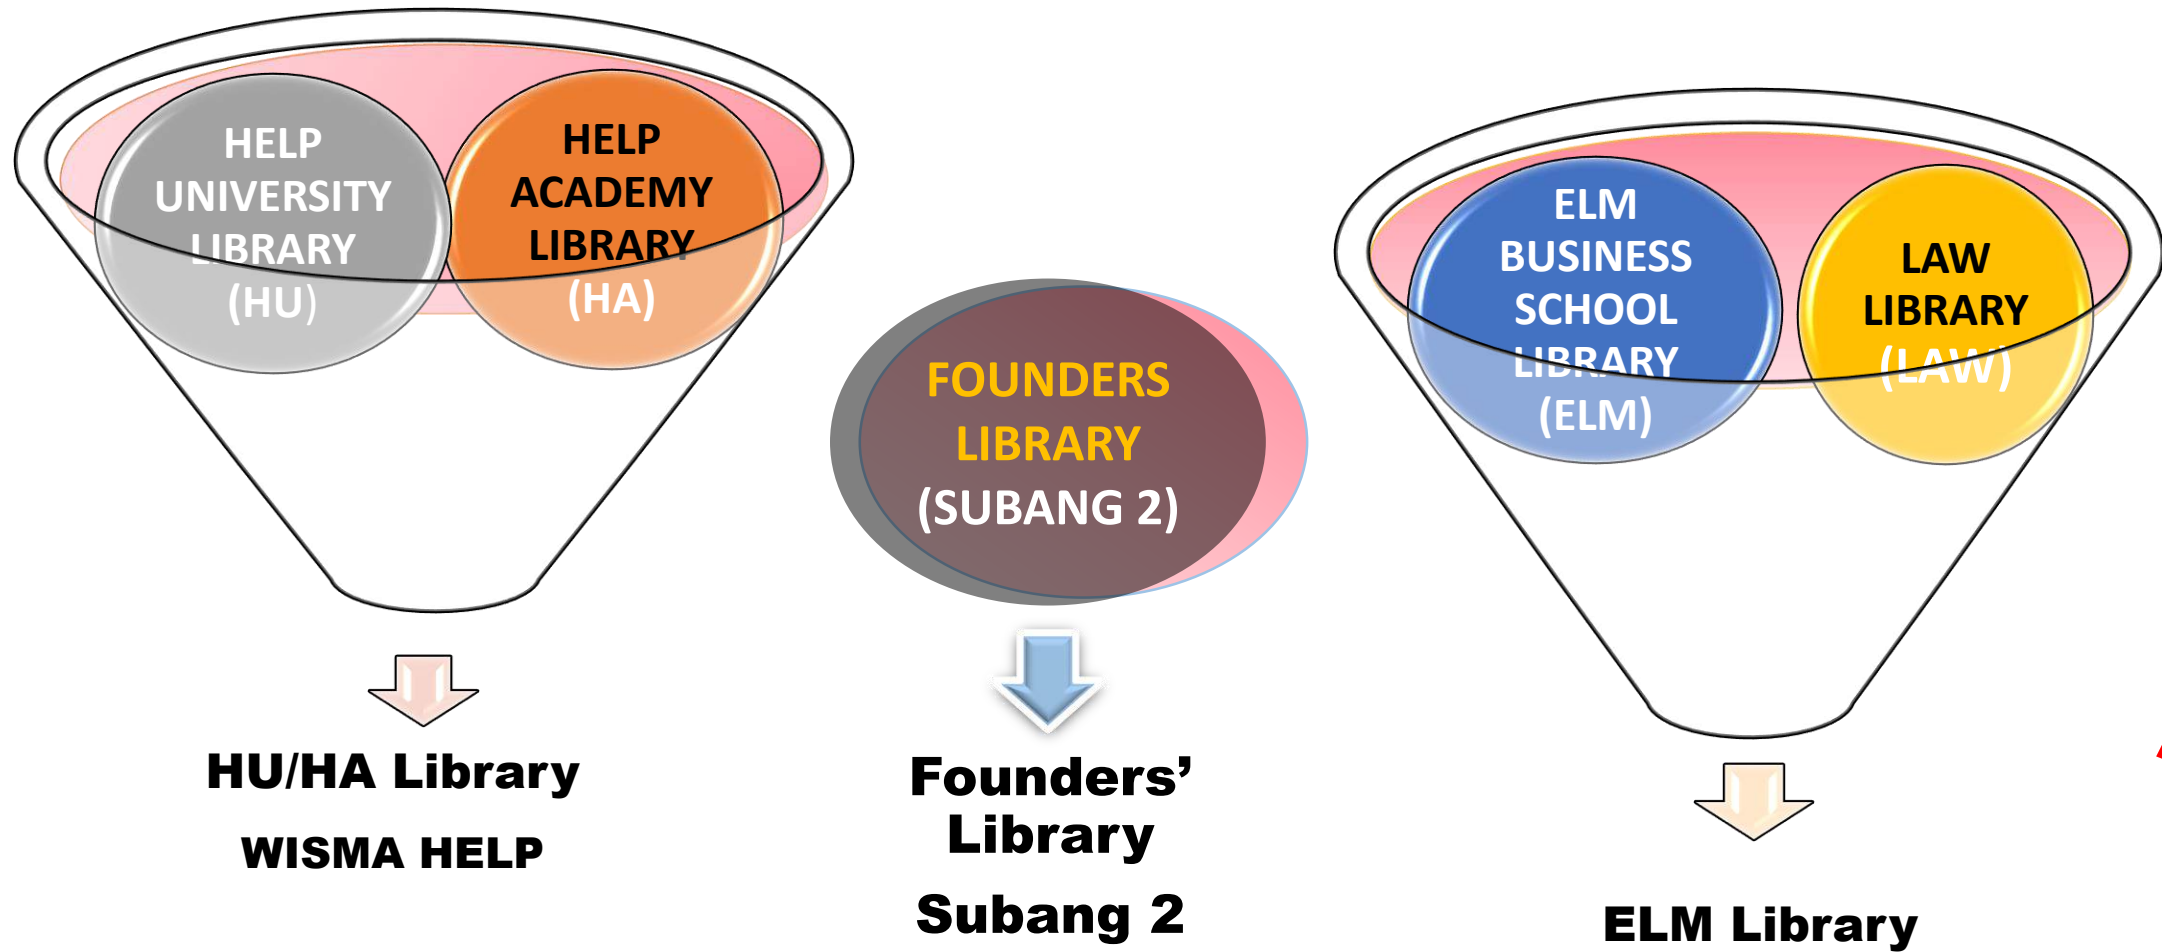 HELP
UNIVERSITY
LIBRARY
(HU)
HELP
ACADEMY
LIBRARY
(HA)
HU/HA Library
WISMA HELP
FOUNDERS
LIBRARY
(SUBANG 2)
Founders’
Library
Subang 2
ELM
BUSINESS
SCHOOL
LIBRARY
(ELM)
LAW
LIBRARY
(LAW)
ELM Library